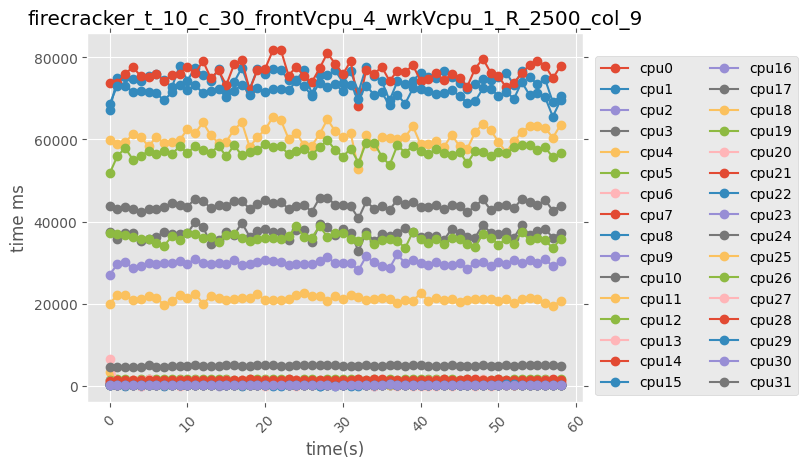 firecracker_t_10_c_30_frontVcpu_4_wrkVcpu_1_R_2500_col_9
80000
60000
40000
20000
0
time ms
0
10
20
30
40
50
60
time(s)
cpu0
cpu1
cpu2
cpu3
cpu4
cpu5
cpu6
cpu7
cpu8
cpu9
cpu10
cpu11
cpu12
cpu13
cpu14
cpu15
cpu16
cpu17
cpu18
cpu19
cpu20
cpu21
cpu22
cpu23
cpu24
cpu25
cpu26
cpu27
cpu28
cpu29
cpu30
cpu31